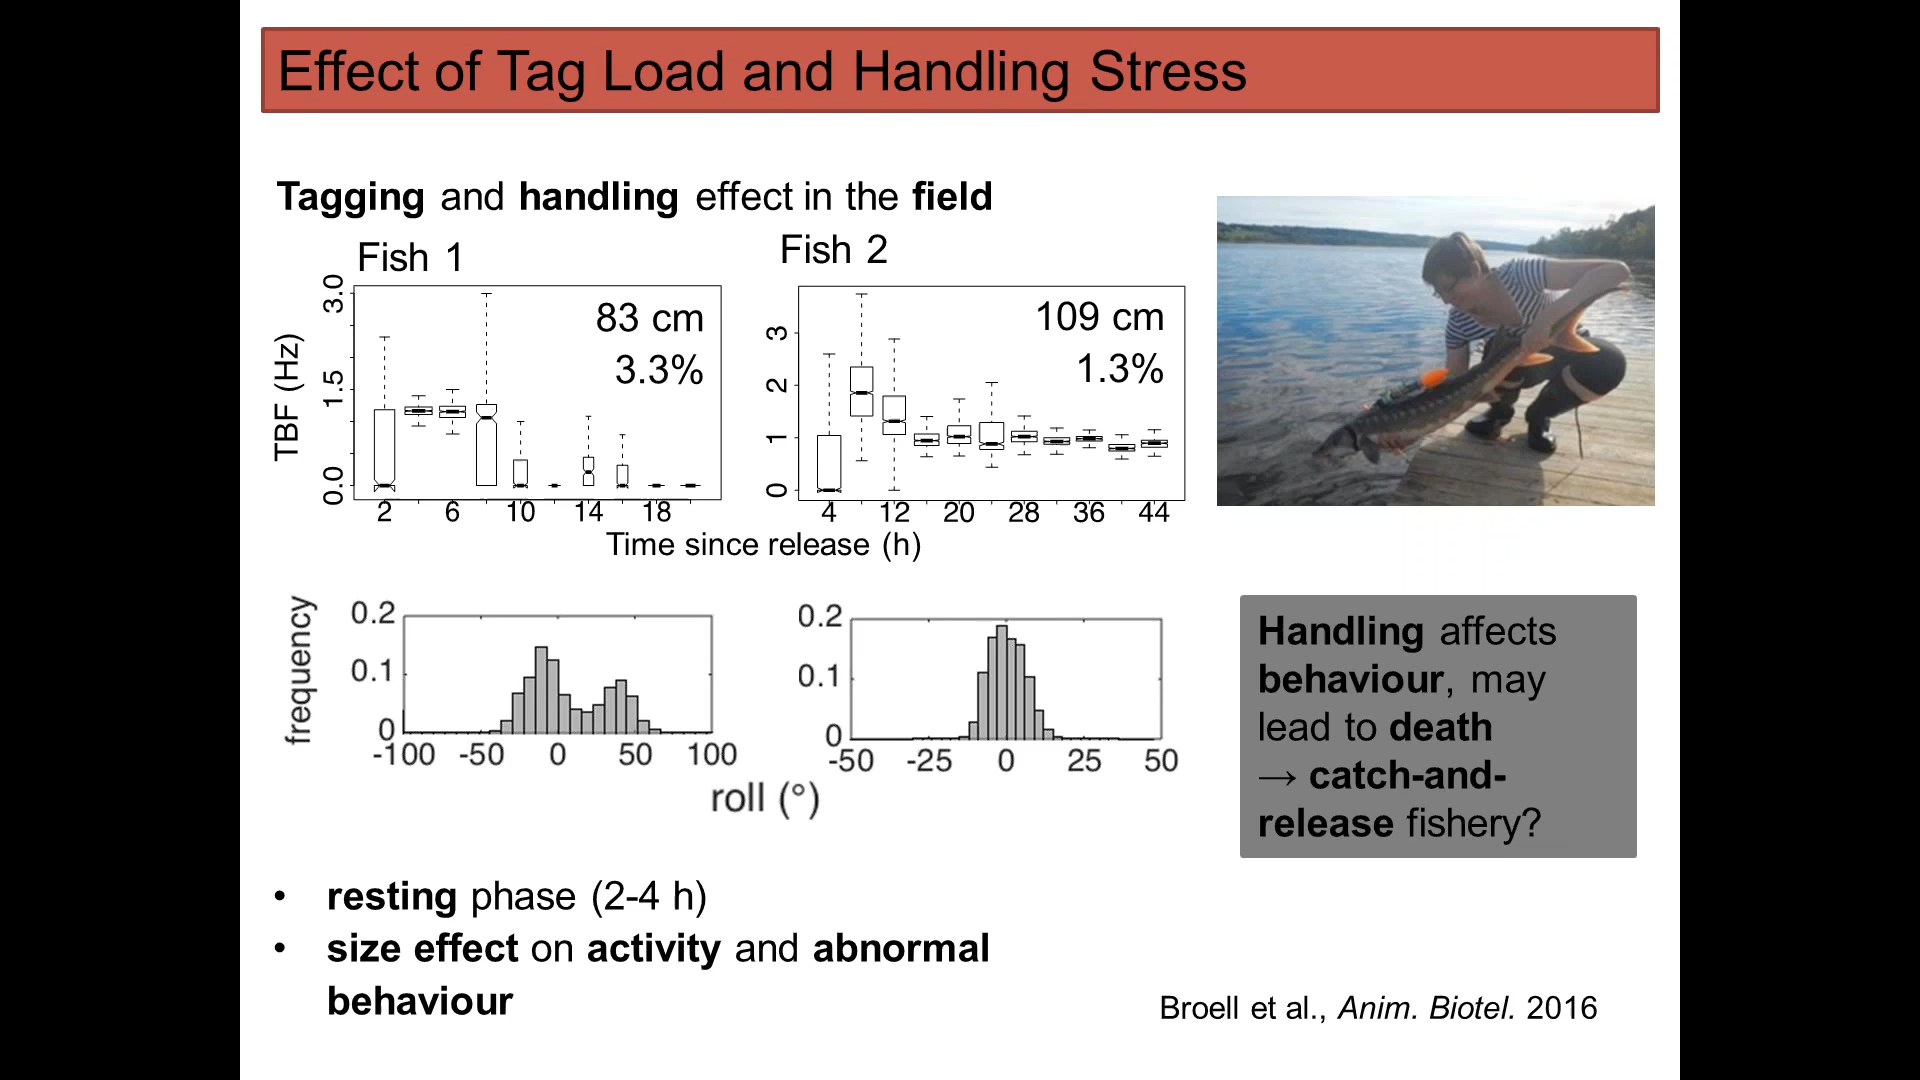 Effect of Tag Load and Handling Stress
Tagging and handling effect in the field
Fish 1
Fish 2
TBF (Hz)
3.0
1.5
0.0
83 cm
3.3%
2 6 10 14 18
3
2
1
0
109 cm
1.3%
4 12 20 28 36 44
Time since release (h)
frequency
0.2
0.1
0
-100 -50 0 50 100
0.2
0.1
0
-50 -25 0 25 50
roll (°)
Handling affects
behaviour, may
lead to death
→ catch-and-
release fishery?
• resting phase (2-4 h)
• size effect on activity and abnormal
behaviour
Broell et al., Anim. Biotel. 2016